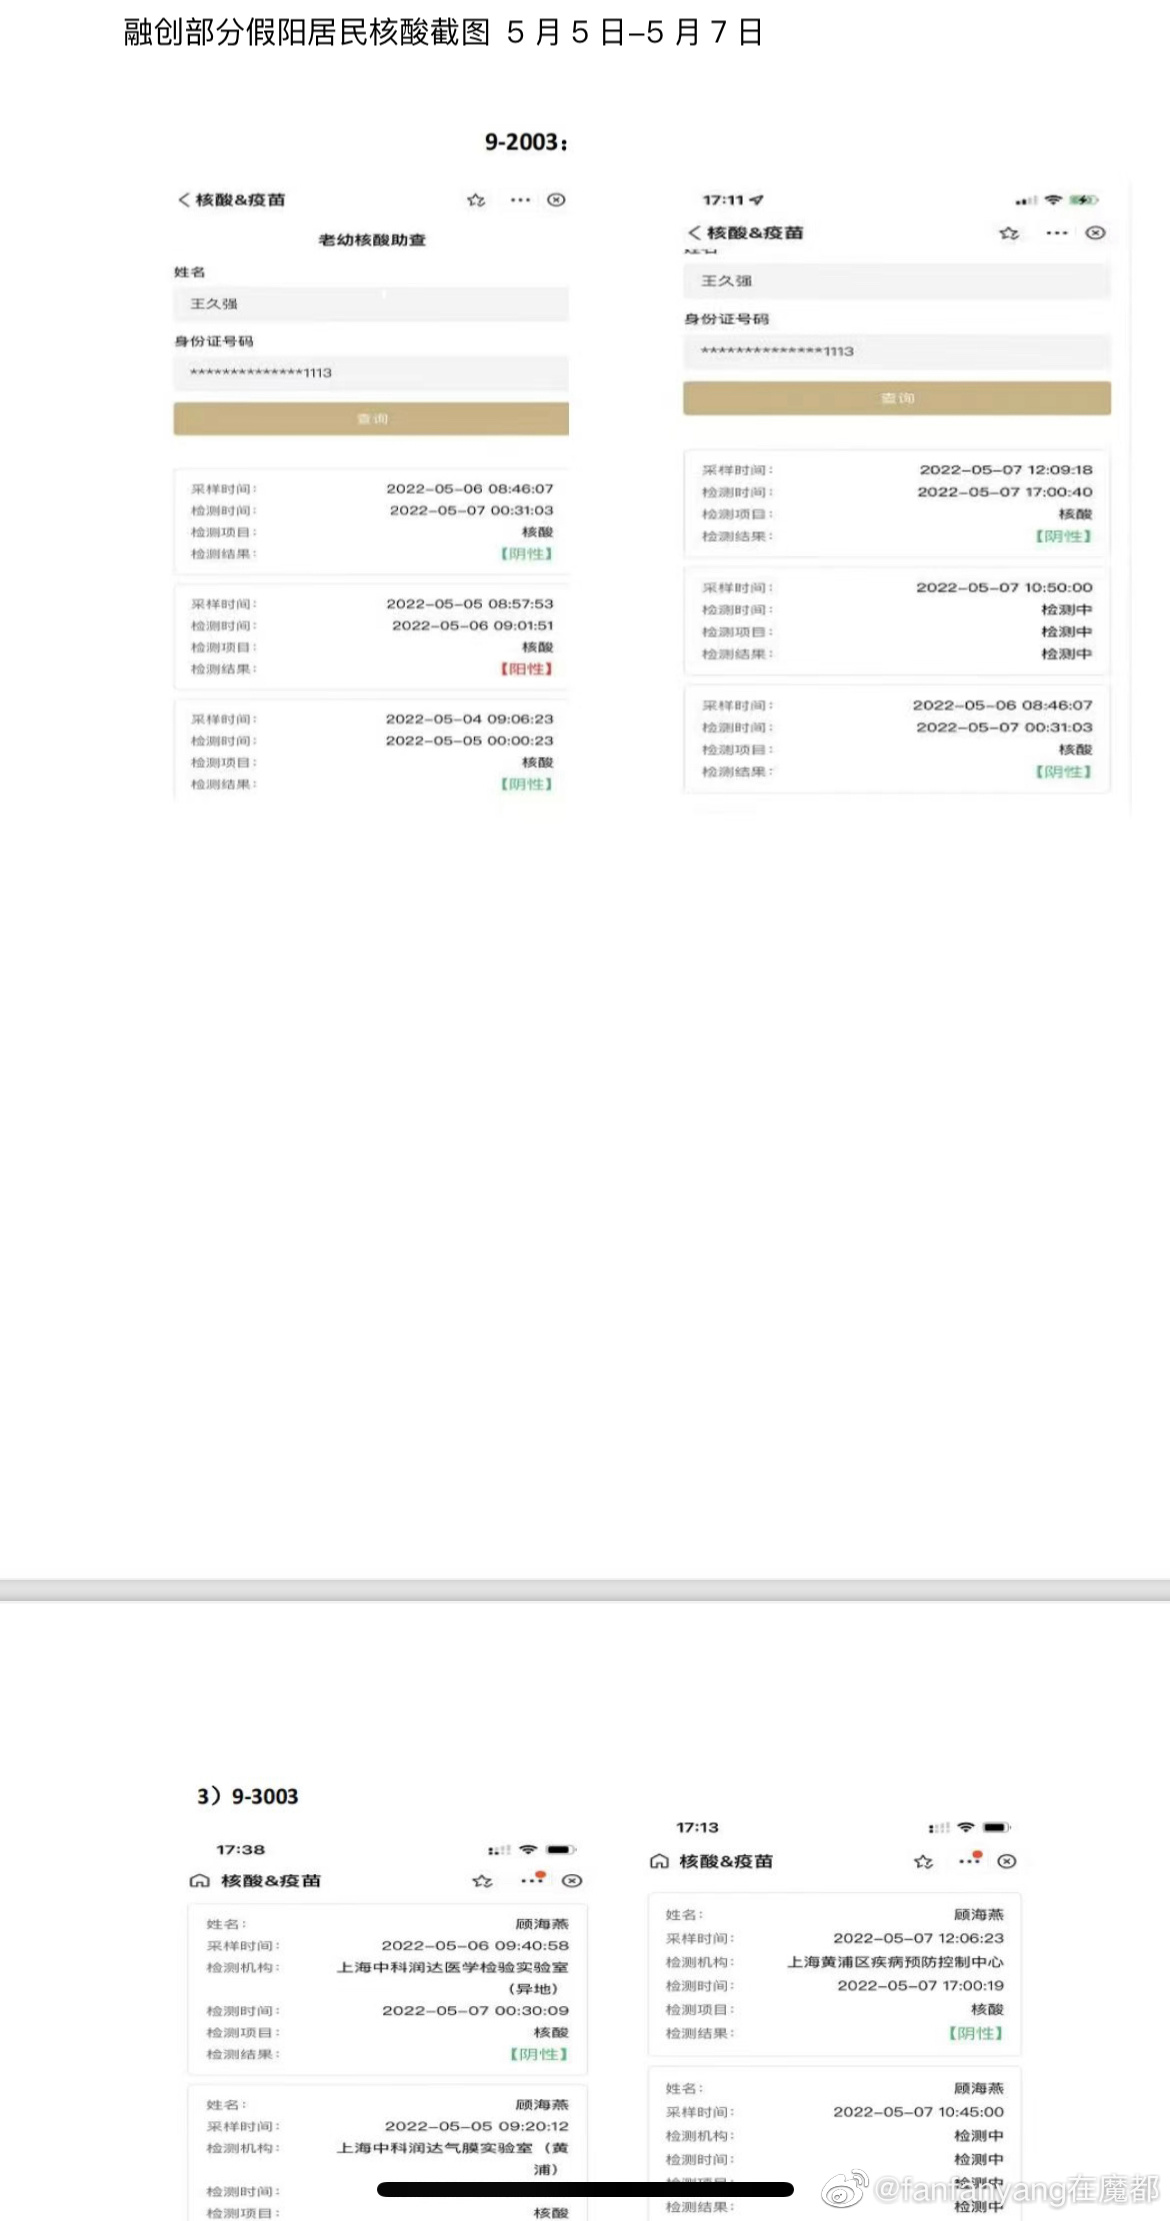 融创部分假阳居民核酸截图 5 月 5 日–5 月 7 日
9-2003：
核酸&疫苗
老幼核酸助查
姓名
王久强
身份证号码
**************1113
查询
采样时间： 2022-05-06 08:46:07
检测时间： 2022-05-07 00:31:03
检测项目： 核酸
检测结果： 【阴性】
采样时间： 2022-05-05 08:57:53
检测时间： 2022-05-06 09:01:51
检测项目： 核酸
检测结果： 【阳性】
采样时间： 2022-05-04 09:06:23
检测时间： 2022-05-05 00:00:23
检测项目： 核酸
检测结果： 【阴性】
17:11
核酸&疫苗
王久强
身份证号码
**************1113
查询
采样时间： 2022-05-07 12:09:18
检测时间： 2022-05-07 17:00:40
检测项目： 核酸
检测结果： 【阴性】
采样时间： 2022-05-07 10:50:00
检测时间： 检测中
检测项目： 检测中
检测结果： 检测中
采样时间： 2022-05-06 08:46:07
检测时间： 2022-05-07 00:31:03
检测项目： 核酸
检测结果： 【阴性】
3）9-3003
17:38
核酸&疫苗
姓名： 顾海燕
采样时间： 2022-05-06 09:40:58
检测机构： 上海中科润达医学检验实验室
（异地）
检测时间： 2022-05-07 00:30:09
检测项目： 核酸
检测结果： 【阴性】
姓名： 顾海燕
采样时间： 2022-05-05 09:20:12
检测机构： 上海中科润达气膜实验室（黄
浦）
检测时间：
检测项目： 核酸
17:13
核酸&疫苗
姓名： 顾海燕
采样时间： 2022-05-07 12:06:23
检测机构： 上海黄浦区疾病预防控制中心
检测时间： 2022-05-07 17:00:19
检测项目： 核酸
检测结果： 【阴性】
姓名： 顾海燕
采样时间： 2022-05-07 10:45:00
检测机构： 检测中
检测时间： 检测中
检测项目： 检测中
检测结果： 检测中
@fanfanyang在魔都